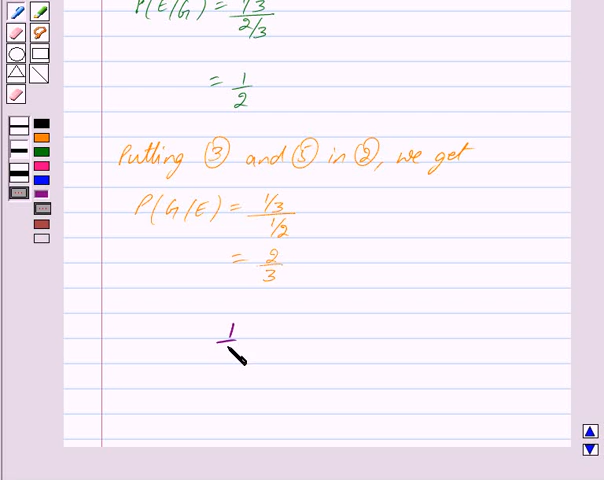 P(E/G) = 1/3 / 2/3
= 1/2
Putting ③ and ⑤ in ②, we get
P(G/E) = 1/3 / 1/2
= 2/3
1